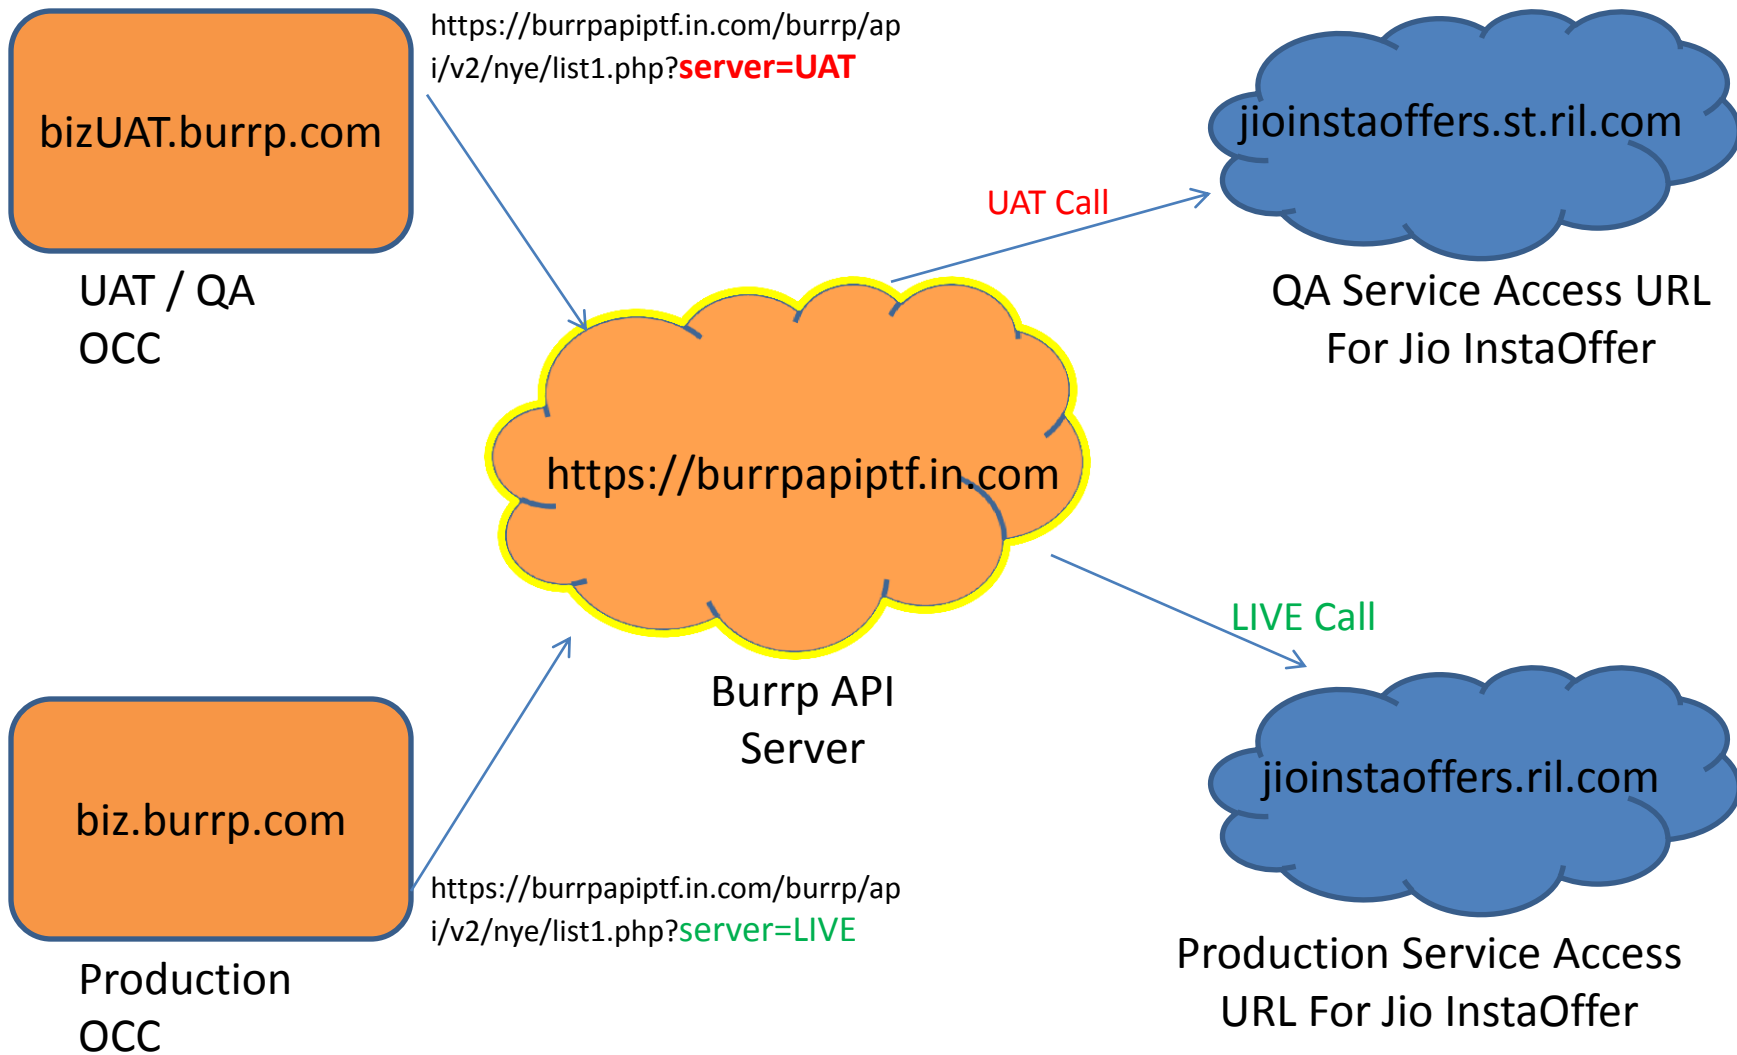 https://burrpapiptf.in.com/burrp/ap
i/v2/nye/list1.php?server=UAT
bizUAT.burrp.com
UAT / QA
OCC
jioinstaoffers.st.ril.com
UAT Call
QA Service Access URL
For Jio InstaOffer
https://burrpapiptf.in.com
Burrp API
Server
LIVE Call
biz.burrp.com
https://burrpapiptf.in.com/burrp/ap
i/v2/nye/list1.php?server=LIVE
Production
OCC
jioinstaoffers.ril.com
Production Service Access
URL For Jio InstaOffer